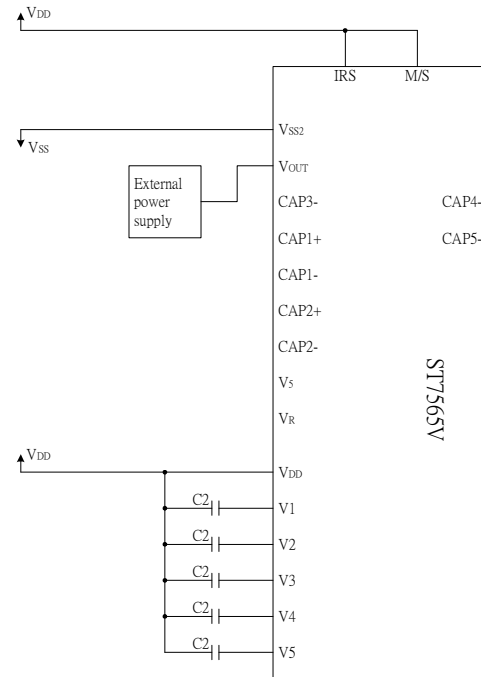 VDD
IRS M/S
VSS2
VSS
VOUT
External
power
supply
CAP3- CAP4-
CAP1+ CAP5-
CAP1-
CAP2+
CAP2-
ST7565V
V5
VR
VDD
VDD
C2 V1
C2 V2
C2 V3
C2 V4
C2 V5